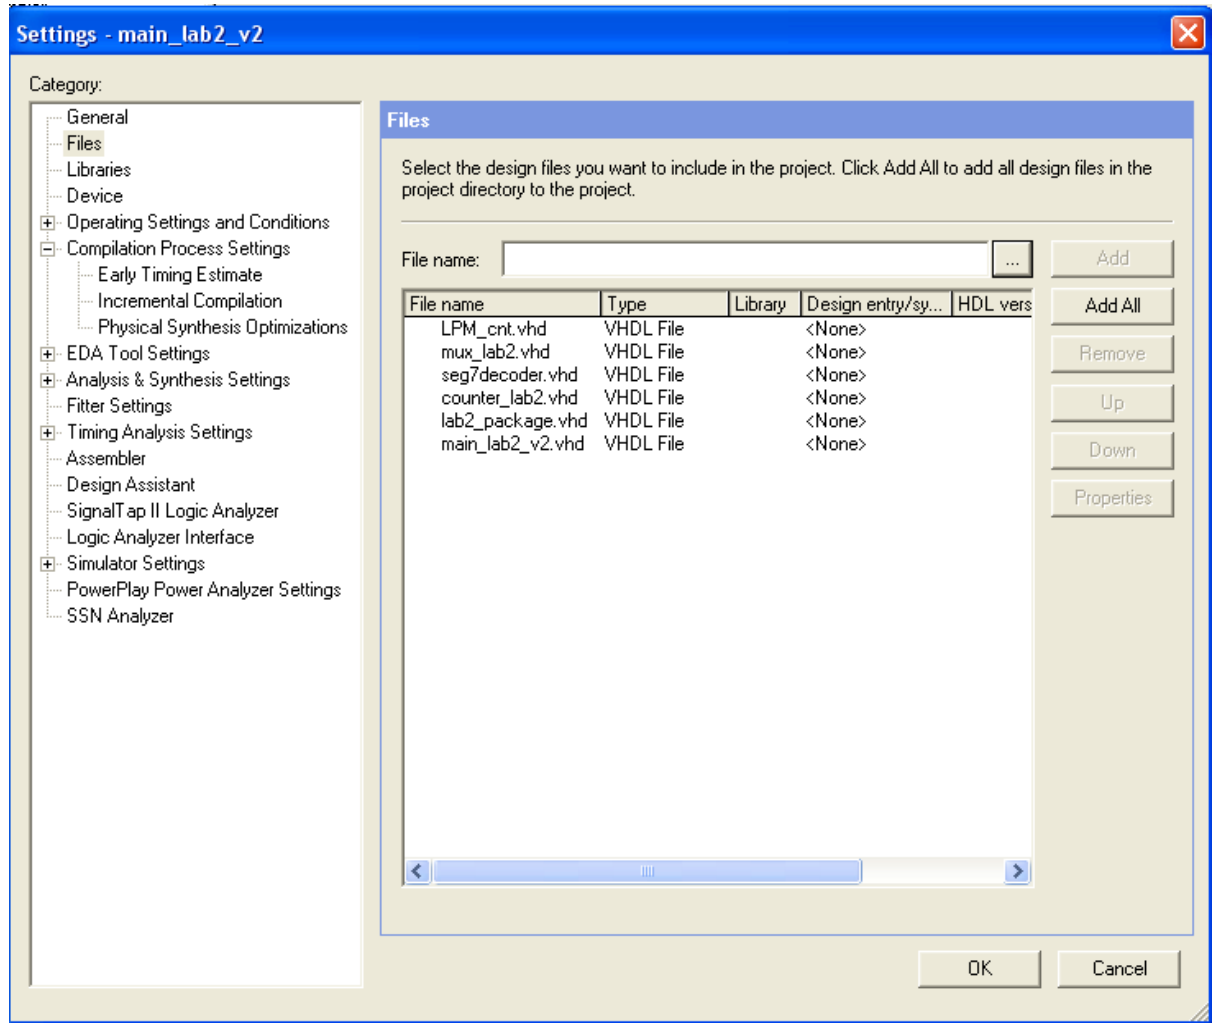 Settings - main_lab2_v2
Category:
General
Files
Libraries
Device
Operating Settings and Conditions
Compilation Process Settings
Early Timing Estimate
Incremental Compilation
Physical Synthesis Optimizations
EDA Tool Settings
Analysis & Synthesis Settings
Fitter Settings
Timing Analysis Settings
Assembler
Design Assistant
SignalTap II Logic Analyzer
Logic Analyzer Interface
Simulator Settings
PowerPlay Power Analyzer Settings
SSN Analyzer
Files
Select the design files you want to include in the project. Click Add All to add all design files in the
project directory to the project.
File name: ... Add
File name Type Library Design entry/sy... HDL vers
LPM_cnt.vhd VHDL File <None>
mux_lab2.vhd VHDL File <None>
seg7decoder.vhd VHDL File <None>
counter_lab2.vhd VHDL File <None>
lab2_package.vhd VHDL File <None>
main_lab2_v2.vhd VHDL File <None>
Add All
Remove
Up
Down
Properties
OK Cancel